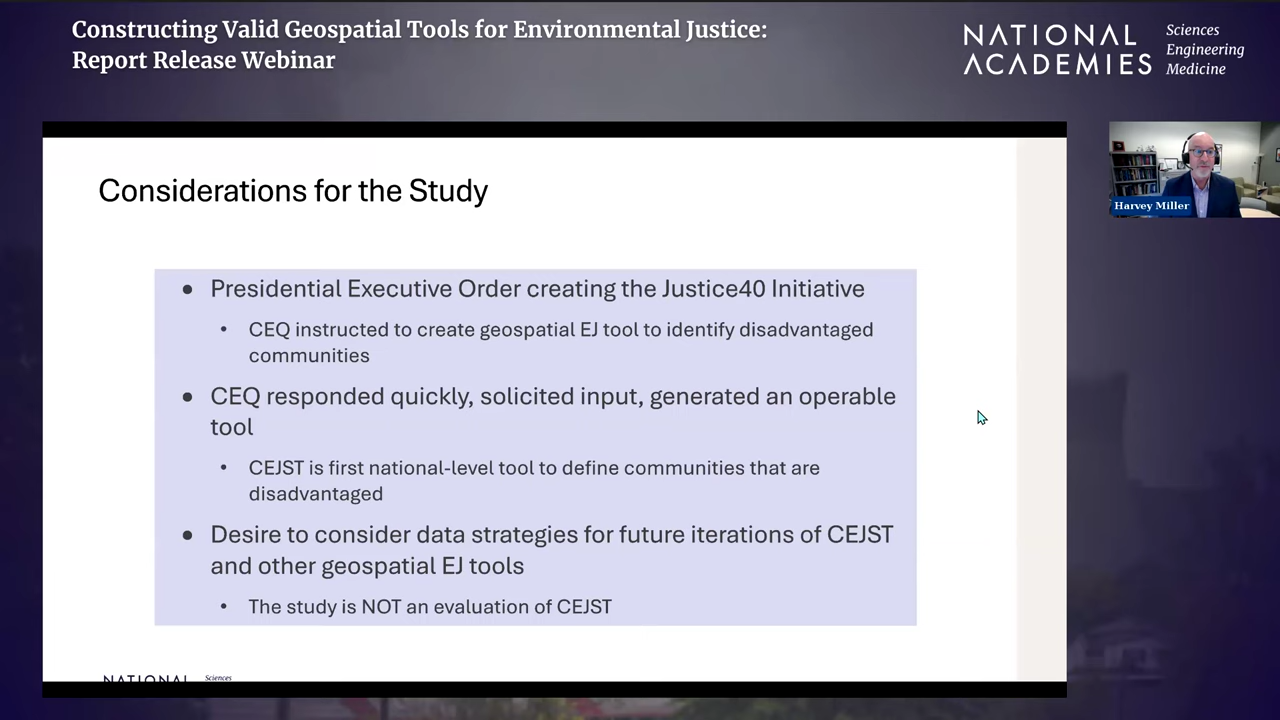 Constructing Valid Geospatial Tools for Environmental Justice:
Report Release Webinar
NATIONAL
ACADEMIES
Sciences
Engineering
Medicine
Harvey Miller
Considerations for the Study
• Presidential Executive Order creating the Justice40 Initiative
• CEQ instructed to create geospatial EJ tool to identify disadvantaged
communities
• CEQ responded quickly, solicited input, generated an operable
tool
• CEJST is first national-level tool to define communities that are
disadvantaged
• Desire to consider data strategies for future iterations of CEJST
and other geospatial EJ tools
• The study is NOT an evaluation of CEJST
NATIONAL
Sciences